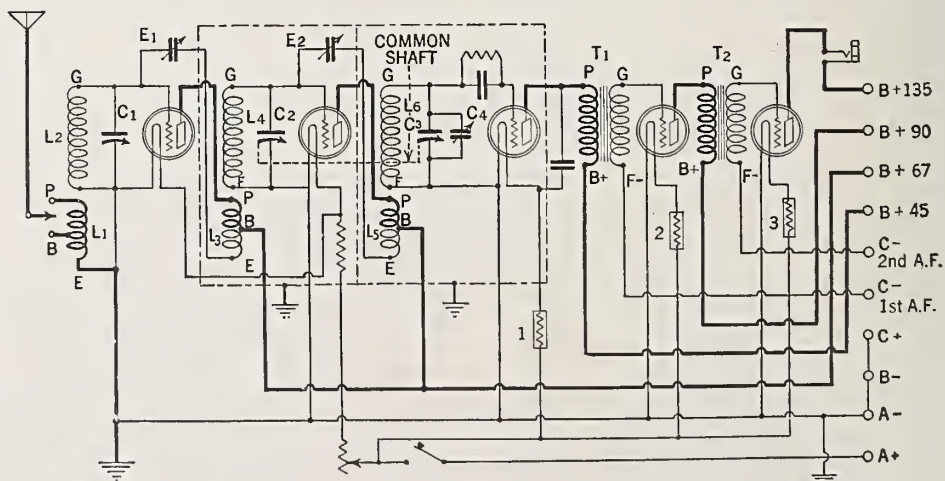 E1
E2
COMMON
SHAFT
T1
T2
G
G
G
P
G
P
G
L2
C1
L4
C2
L6
C3
C4
B+135
B+90
B+67
B+45
C-
2nd A.F.
C-
1st A.F.
C+
B-
A-
A+
F
F
B+
F-
B+
F-
P
B
L1
E
P
B
L3
E
P
B
L5
E
1
2
3